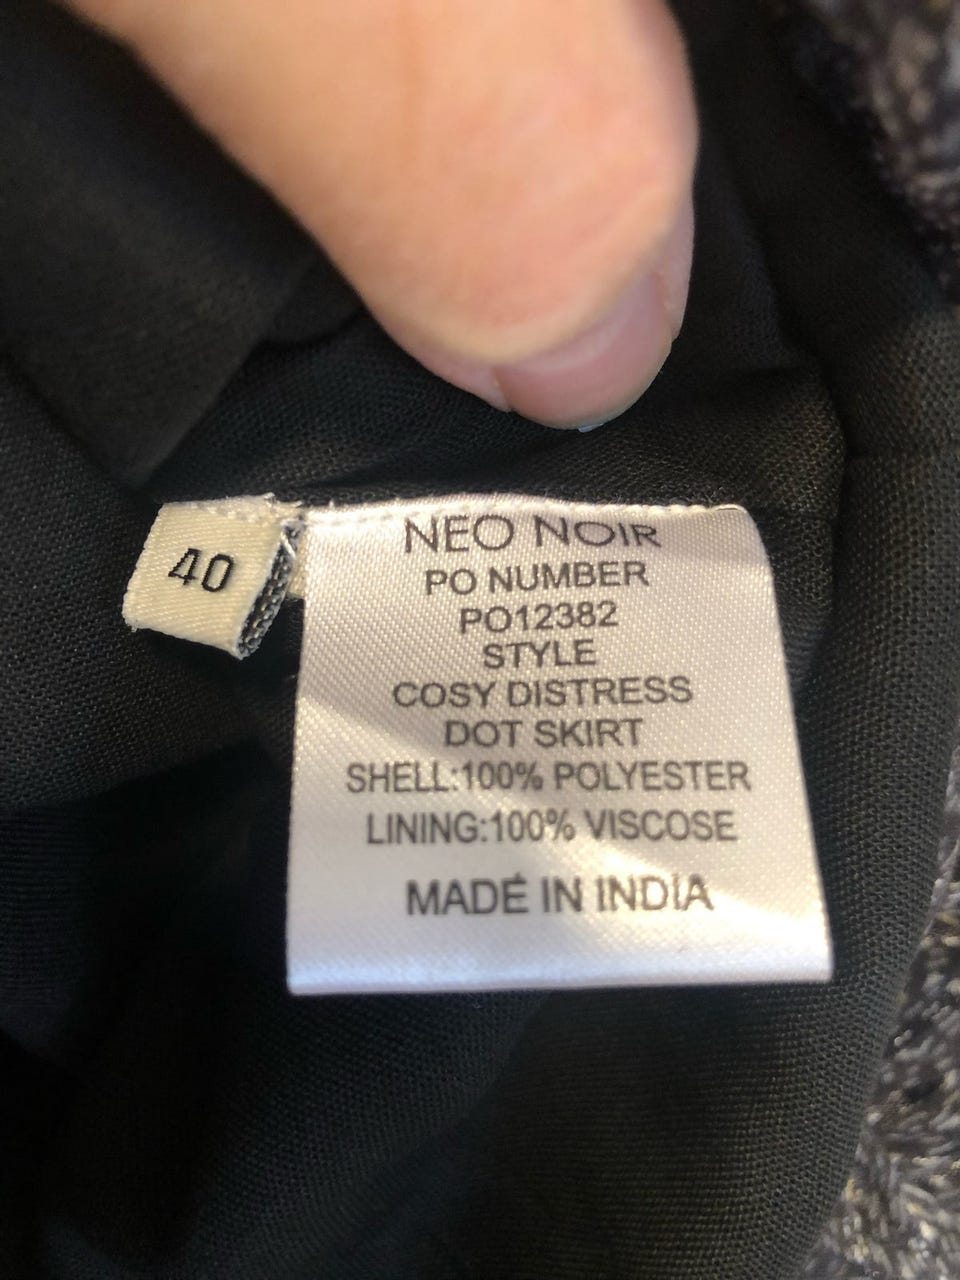 40
NEO NOIR
PO NUMBER
PO12382
STYLE
COSY DISTRESS
DOT SKIRT
SHELL:100% POLYESTER
LINING:100% VISCOSE
MADE IN INDIA